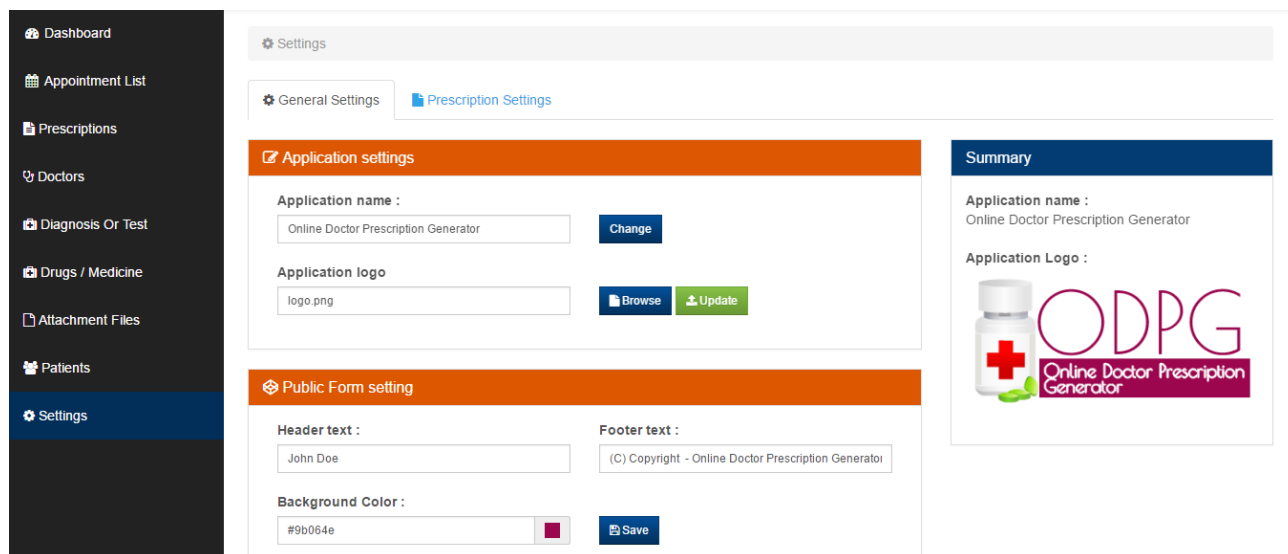 Dashboard
Appointment List
Prescriptions
Doctors
Diagnosis Or Test
Drugs / Medicine
Attachment Files
Patients
Settings
Settings
General Settings
Prescription Settings
Application settings
Application name :
Online Doctor Prescription Generator
Change
Application logo
logo.png
Browse
Update
Public Form setting
Header text :
Footer text :
John Doe
(C) Copyright - Online Doctor Prescription Generator
Background Color :
#9b064e
Save
Summary
Application name :
Online Doctor Prescription Generator
Application Logo :
ODPG
Online Doctor Prescription
Generator